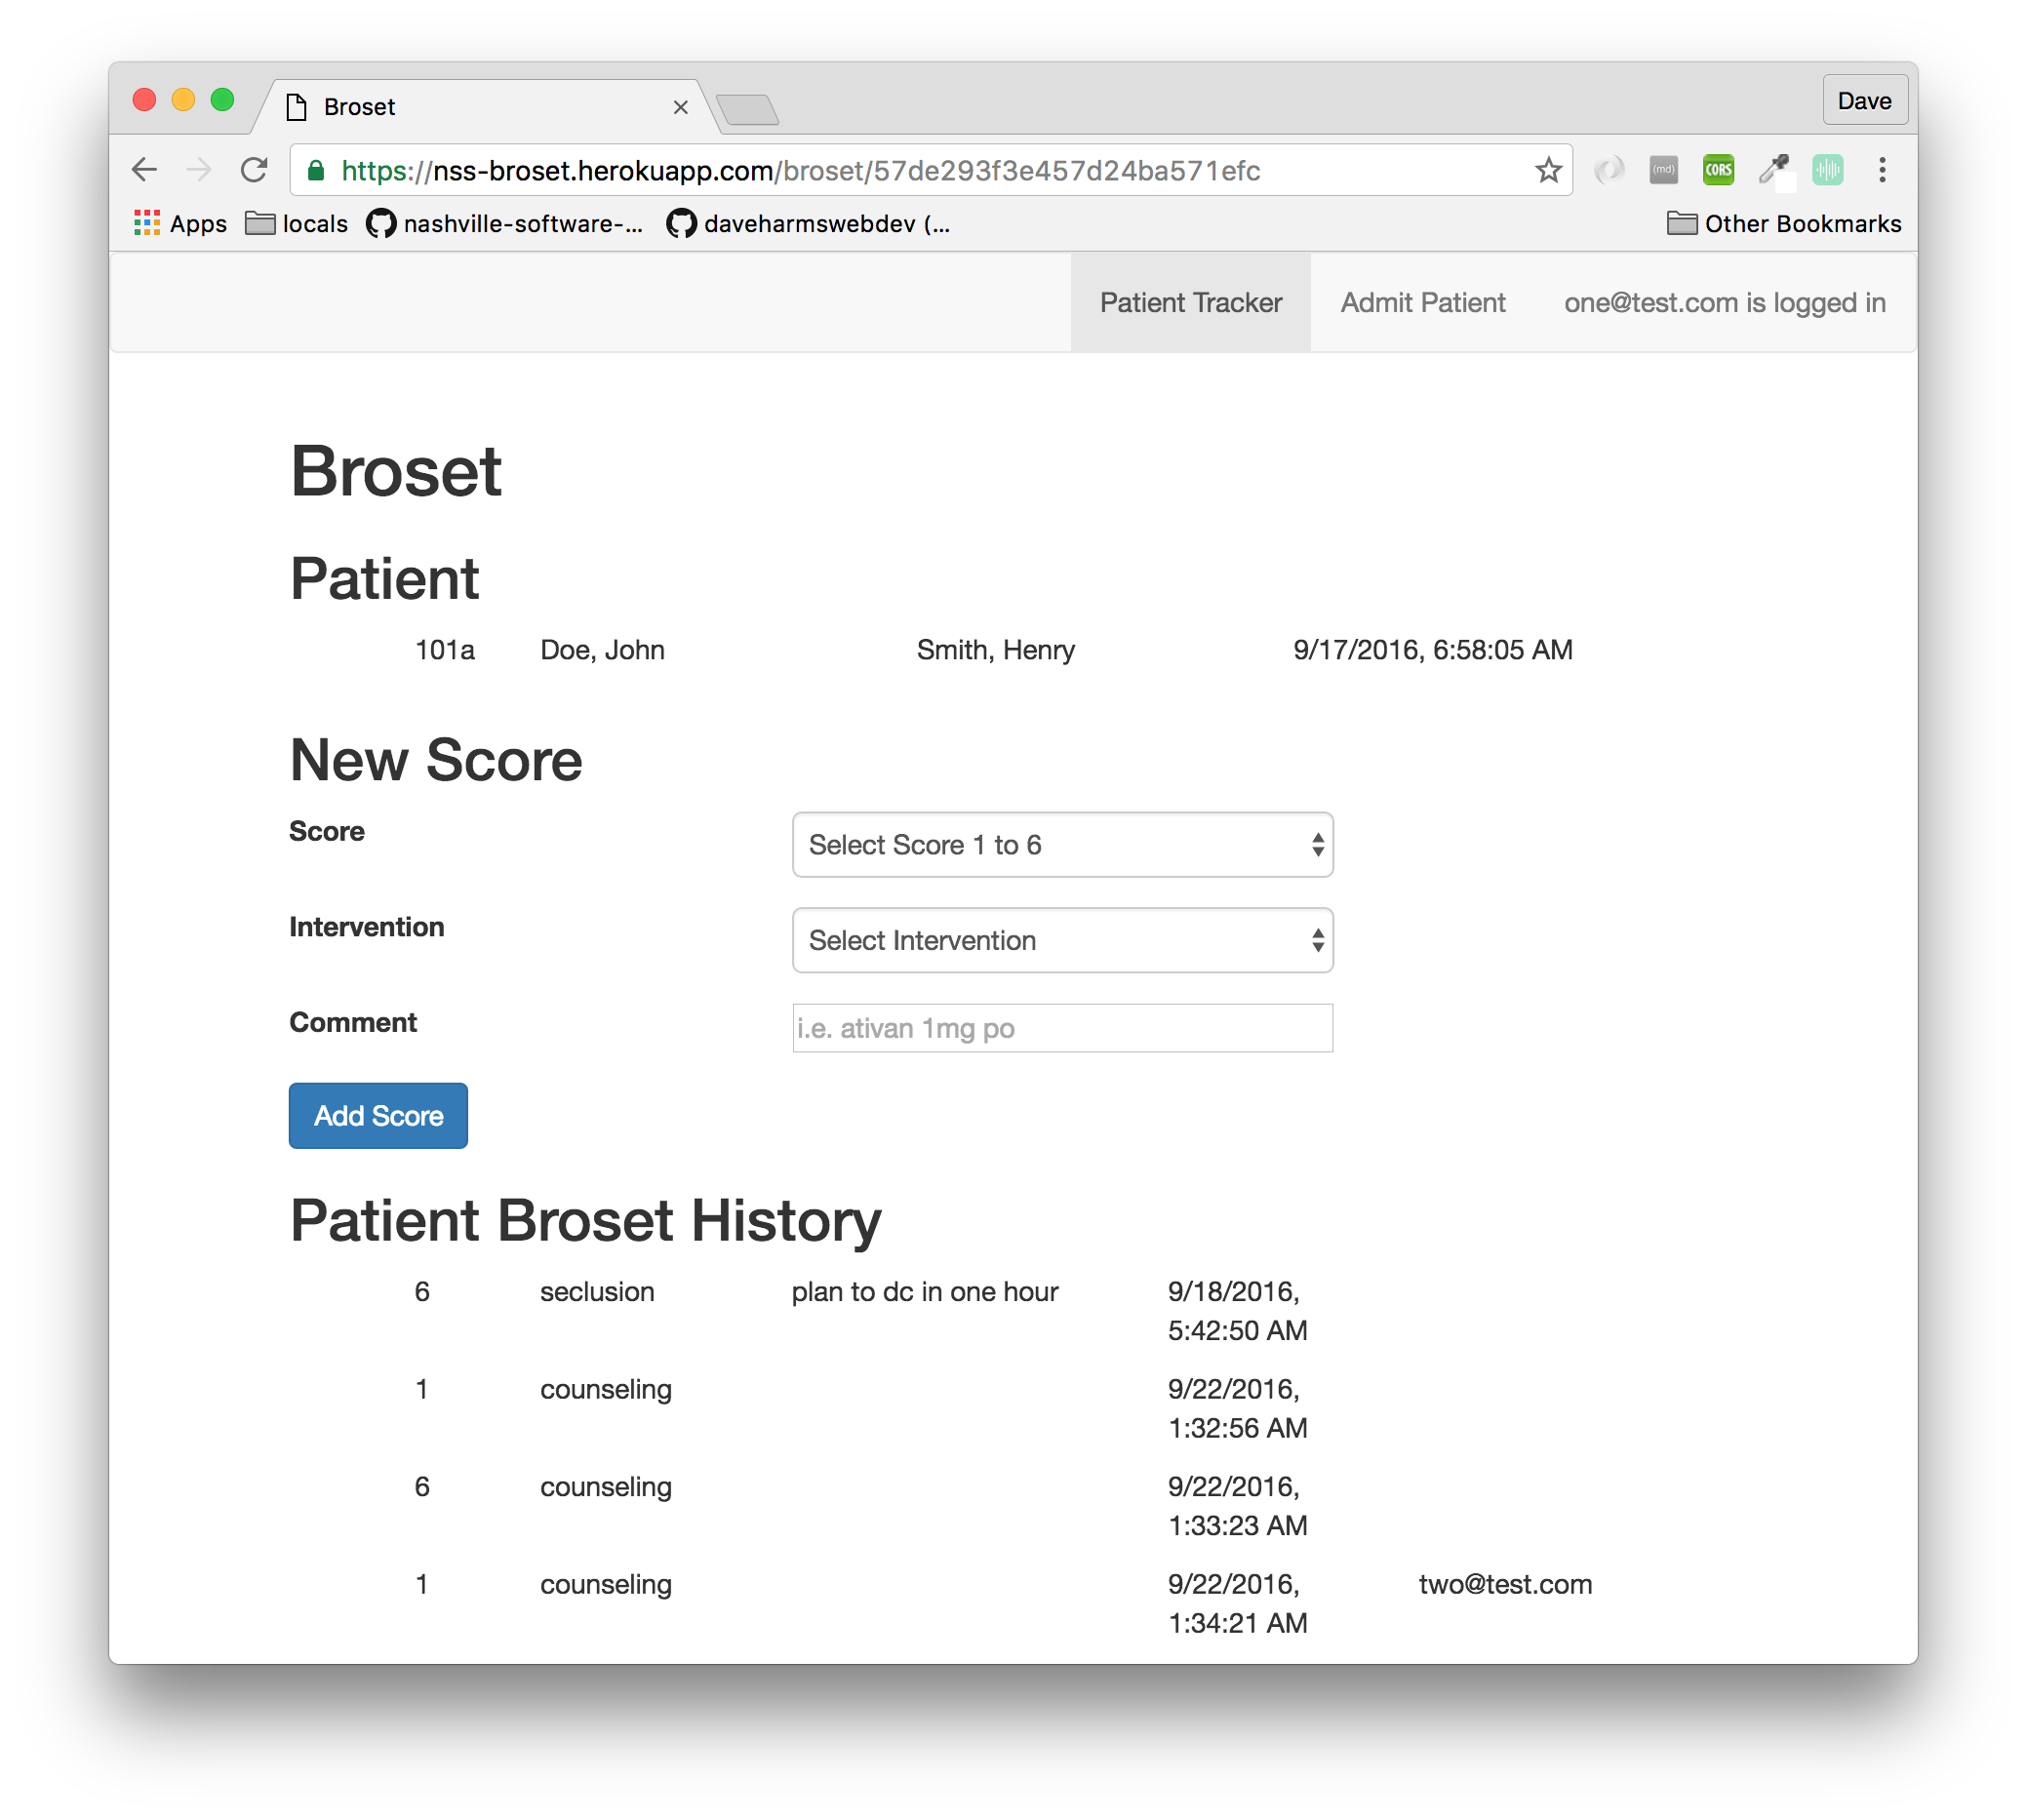 Broset
Dave
https://nss-broset.herokuapp.com/broset/57de293f3e457d24ba571efc
(md)
CORS
Apps
locals
nashville-software-...
daveharmswebdev (...
Other Bookmarks
Patient Tracker
Admit Patient
one@test.com is logged in
Broset
Patient
101a Doe, John Smith, Henry 9/17/2016, 6:58:05 AM
New Score
Score
Select Score 1 to 6
Intervention
Select Intervention
Comment
i.e. ativan 1mg po
Add Score
Patient Broset History
6 seclusion plan to dc in one hour 9/18/2016,
5:42:50 AM
1 counseling 9/22/2016,
1:32:56 AM
6 counseling 9/22/2016,
1:33:23 AM
1 counseling 9/22/2016, two@test.com
1:34:21 AM